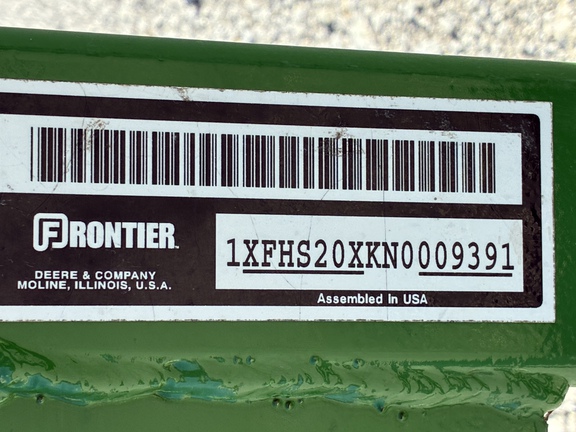 FRONTIER
DEERE & COMPANY
MOLINE, ILLINOIS, U.S.A.
1XFHS20XKN0009391
Assembled In USA